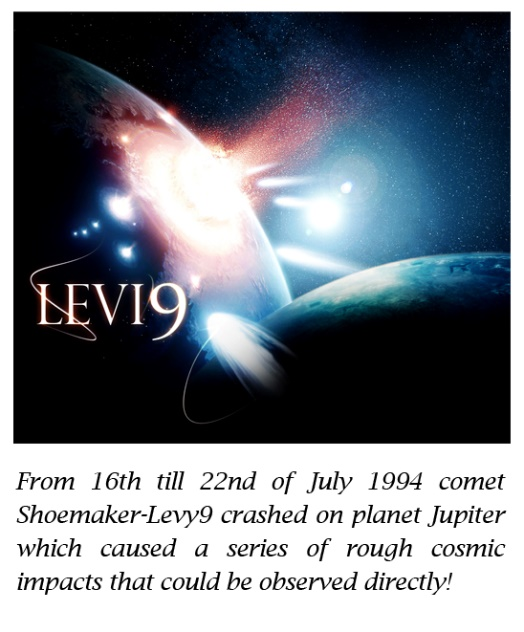 LEVI9
From 16th till 22nd of July 1994 comet
Shoemaker-Levy9 crashed on planet Jupiter
which caused a series of rough cosmic
impacts that could be observed directly!